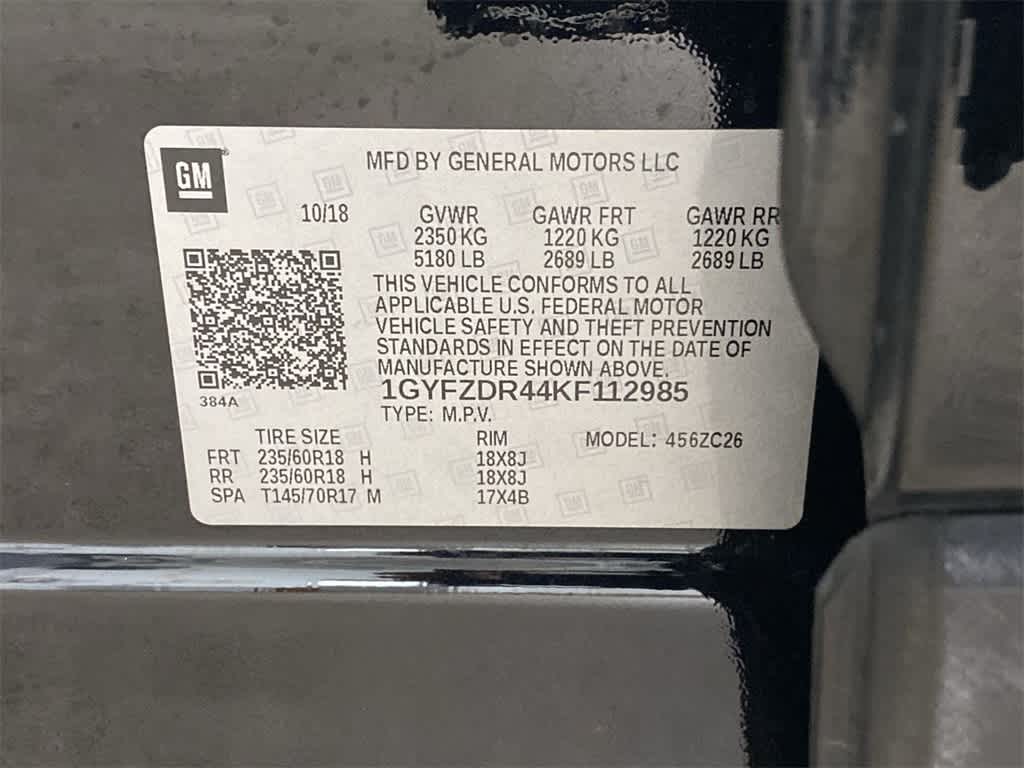 GM
MFD BY GENERAL MOTORS LLC
10/18 GVWR GAWR FRT GAWR RR
2350 KG 1220 KG 1220 KG
5180 LB 2689 LB 2689 LB
THIS VEHICLE CONFORMS TO ALL
APPLICABLE U.S. FEDERAL MOTOR
VEHICLE SAFETY AND THEFT PREVENTION
STANDARDS IN EFFECT ON THE DATE OF
MANUFACTURE SHOWN ABOVE.
384A
1GYFZDR44KF112985
TYPE: M.P.V.
TIRE SIZE RIM MODEL: 456ZC26
FRT 235/60R18 H 18X8J
RR 235/60R18 H 18X8J
SPA T145/70R17 M 17X4B